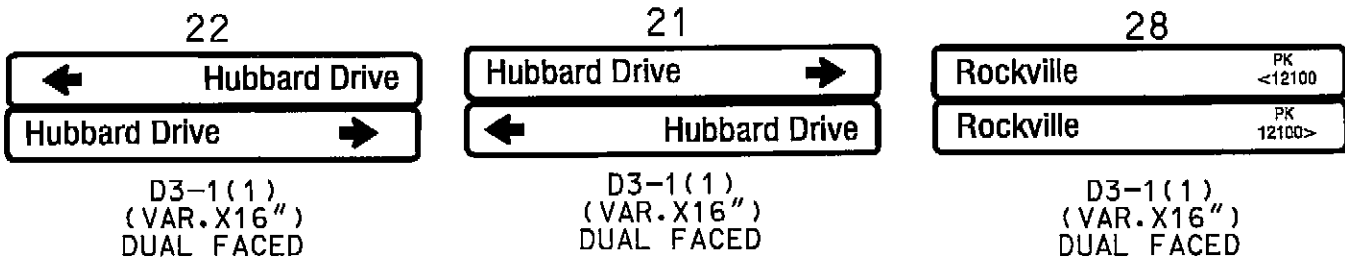 22
Hubbard Drive
Hubbard Drive
D3-1(1)
(VAR.X16")
DUAL FACED
21
Hubbard Drive
Hubbard Drive
D3-1(1)
(VAR.X16")
DUAL FACED
28
Rockville PK <12100
Rockville PK 12100>
D3-1(1)
(VAR.X16")
DUAL FACED